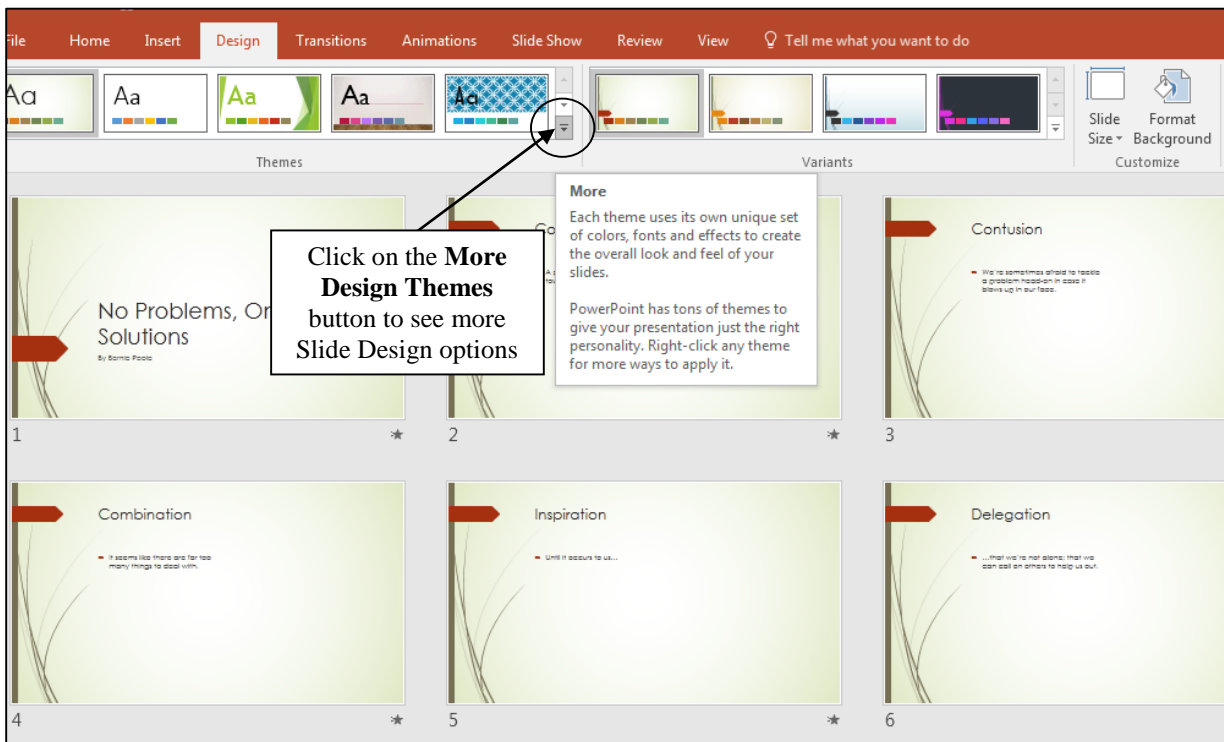 File Home Insert Design Transitions Animations Slide Show Review View Tell me what you want to do
Aa Aa Aa Aa Aa
Slide Size Format Background
Themes Variants Customize
More
Each theme uses its own unique set
of colors, fonts and effects to create
the overall look and feel of your
slides.
PowerPoint has tons of themes to
give your presentation just the right
personality. Right-click any theme
for more ways to apply it.
Click on the More
Design Themes
button to see more
Slide Design options
No Problems, On
Solutions
1
Co
2
Contusion
We're sometimes afraid to tackle
a problem head-on in case it
blows up in our face.
3
Combination
It seems like there are far too
many things to deal with.
4
Inspiration
Until it occurs to us...
5
Delegation
...that we're not alone; that we
can call on others to help us out.
6